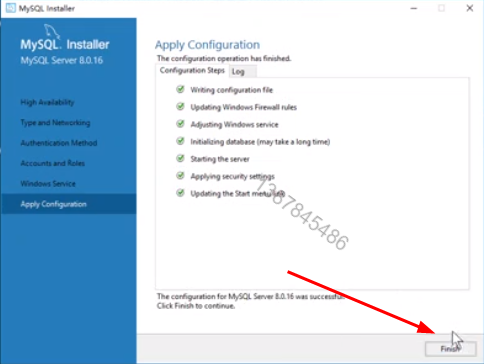 MySQL Installer
MySQL. Installer
MySQL Server 8.0.16
High Availability
Type and Networking
Authentication Method
Accounts and Roles
Windows Service
Apply Configuration
Apply Configuration
The configuration operation has finished.
Configuration Steps Log
Writing configuration file
Updating Windows Firewall rules
Adjusting Windows service
Initializing database (may take a long time)
Starting the server
Applying security settings
Updating the Start menu link
The configuration for MySQL Server 8.0.16 was successful.
Click Finish to continue.
Finish